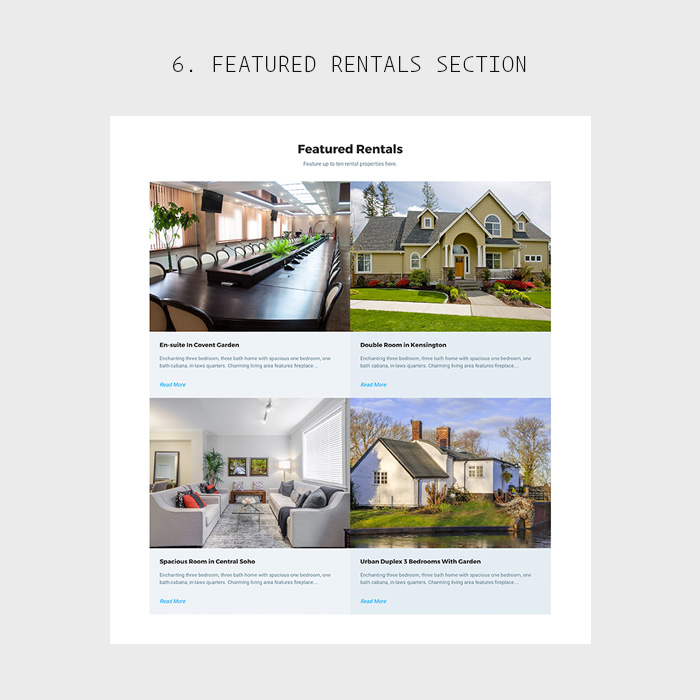 6. FEATURED RENTALS SECTION
Featured Rentals
Feature up to ten rental properties here.
En-suite In Covent Garden
Enchanting three bedroom, three bath home with spacious one bedroom, one
bath cabana, in-laws quarters. Charming living area features fireplace...
Read More
Double Room in Kensington
Enchanting three bedroom, three bath home with spacious one bedroom, one
bath cabana, in-laws quarters. Charming living area features fireplace...
Read More
Spacious Room in Central Soho
Enchanting three bedroom, three bath home with spacious one bedroom, one
bath cabana, in-laws quarters. Charming living area features fireplace...
Read More
Urban Duplex 3 Bedrooms With Garden
Enchanting three bedroom, three bath home with spacious one bedroom, one
bath cabana, in-laws quarters. Charming living area features fireplace...
Read More